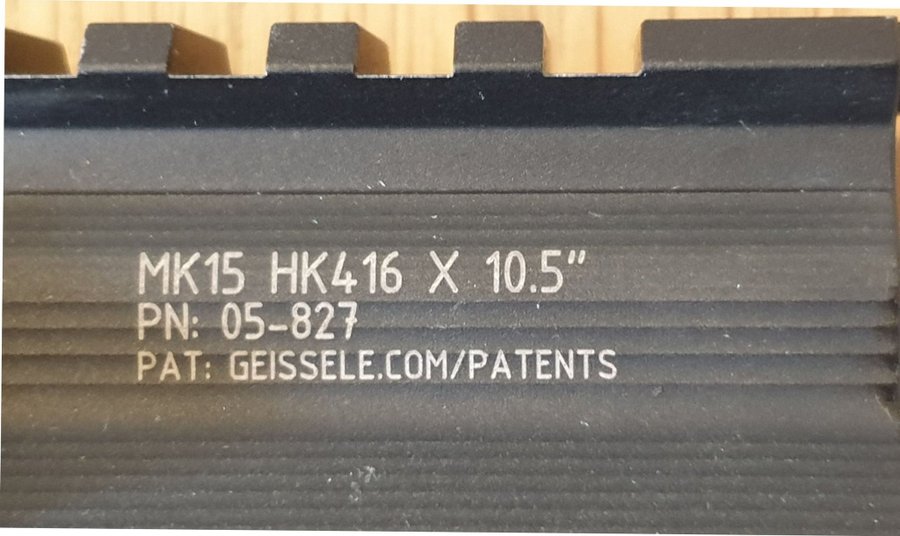 MK15 HK416 X 10.5"
PN: 05-827
PAT: GEISSELE.COM/PATENTS